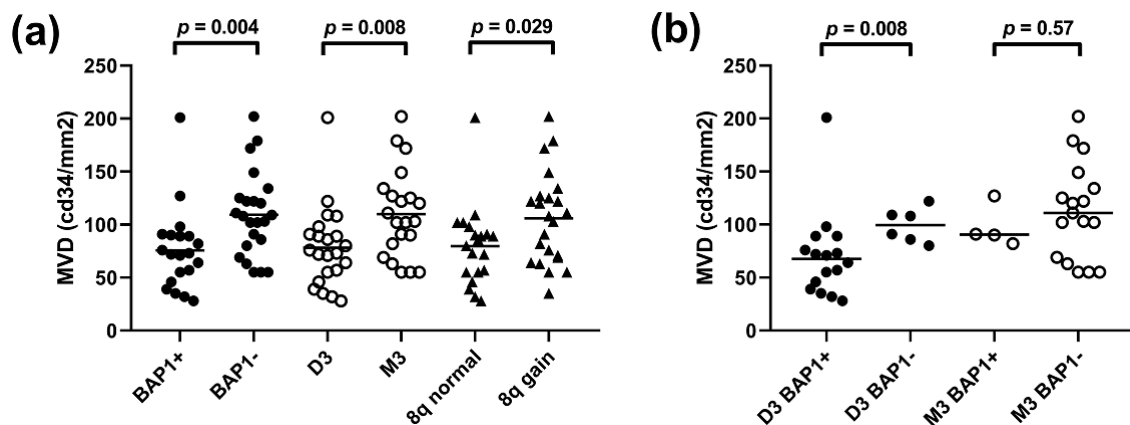 (a)
p = 0.004
p = 0.008
p = 0.029
MVD (cd34/mm2)
250
200
150
100
50
0
BAP1+
BAP1-
D3
M3
8q normal
8q gain
(b)
p = 0.008
p = 0.57
MVD (cd34/mm2)
250
200
150
100
50
0
D3 BAP1+
D3 BAP1-
M3 BAP1+
M3 BAP1-